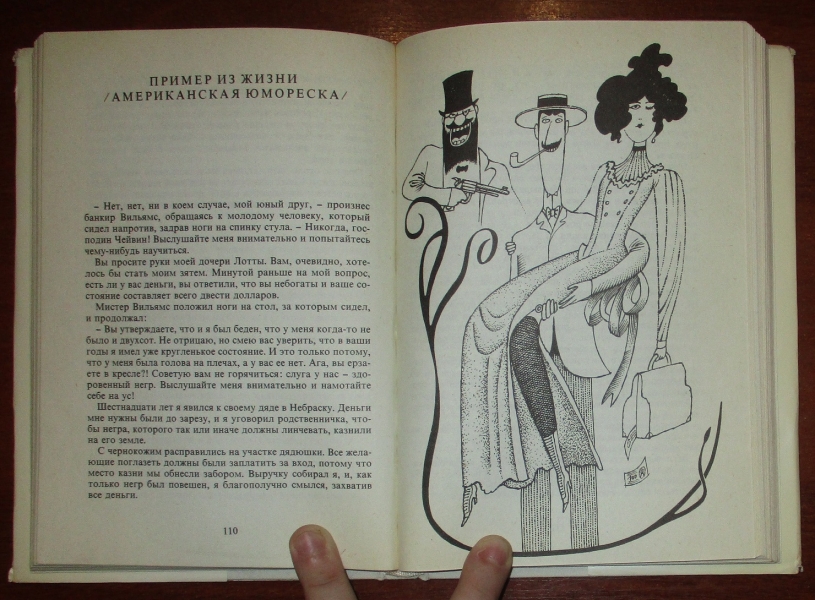 ПРИМЕР ИЗ ЖИЗНИ
/АМЕРИКАНСКАЯ ЮМОРЕСКА/
– Нет, нет, ни в коем случае, мой юный друг, – произнес
банкир Вильямс, обращаясь к молодому человеку, который
сидел напротив, задрав ноги на спинку стула. – Никогда, гос-
подин Чейвин! Выслушайте меня внимательно и попытайтесь
чему-нибудь научиться.
Вы просите руки моей дочери Лотты. Вам, очевидно, хоте-
лось бы стать моим зятем. Минутой раньше на мой вопрос,
есть ли у вас деньги, вы ответили, что вы небогаты и ваше со-
стояние составляет всего двести долларов.
Мистер Вильямс положил ноги на стол, за которым сидел,
и продолжал:
– Вы утверждаете, что и я был беден, что у меня когда-то не
было и двухсот. Не отрицаю, но смею вас уверить, что в ваши
годы я имел уже кругленькое состояние. И это только потому,
что у меня была голова на плечах, а у вас ее нет. Ага, вы ерза-
ете в кресле?! Советую вам не горячиться: слуга у нас – здо-
ровенный негр. Выслушайте меня внимательно и намотайте
себе на ус!
Шестнадцати лет я явился к своему дяде в Небраску. Деньги
мне нужны были до зарезу, и я уговорил родственничка, что-
бы негра, которого так или иначе должны линчевать, казнили
на его земле.
С чернокожим расправились на участке дядюшки. Все жела-
ющие поглазеть должны были заплатить за вход, потому что
место казни мы обнесли забором. Выручку собирал я, и, как
только негр был повешен, я благополучно смылся, захватив
все деньги.
110